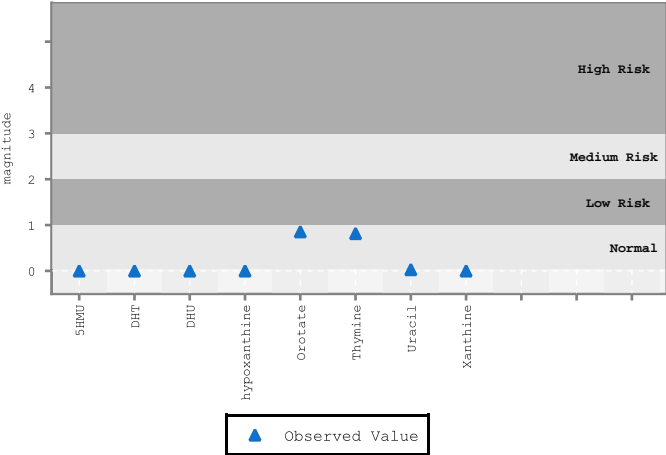 magnitude
High Risk
4
3
Medium Risk
2
Low Risk
1
Normal
0
5HMU
DHT
DHU
hypoxanthine
Orotate
Thymine
Uracil
Xanthine
Observed Value